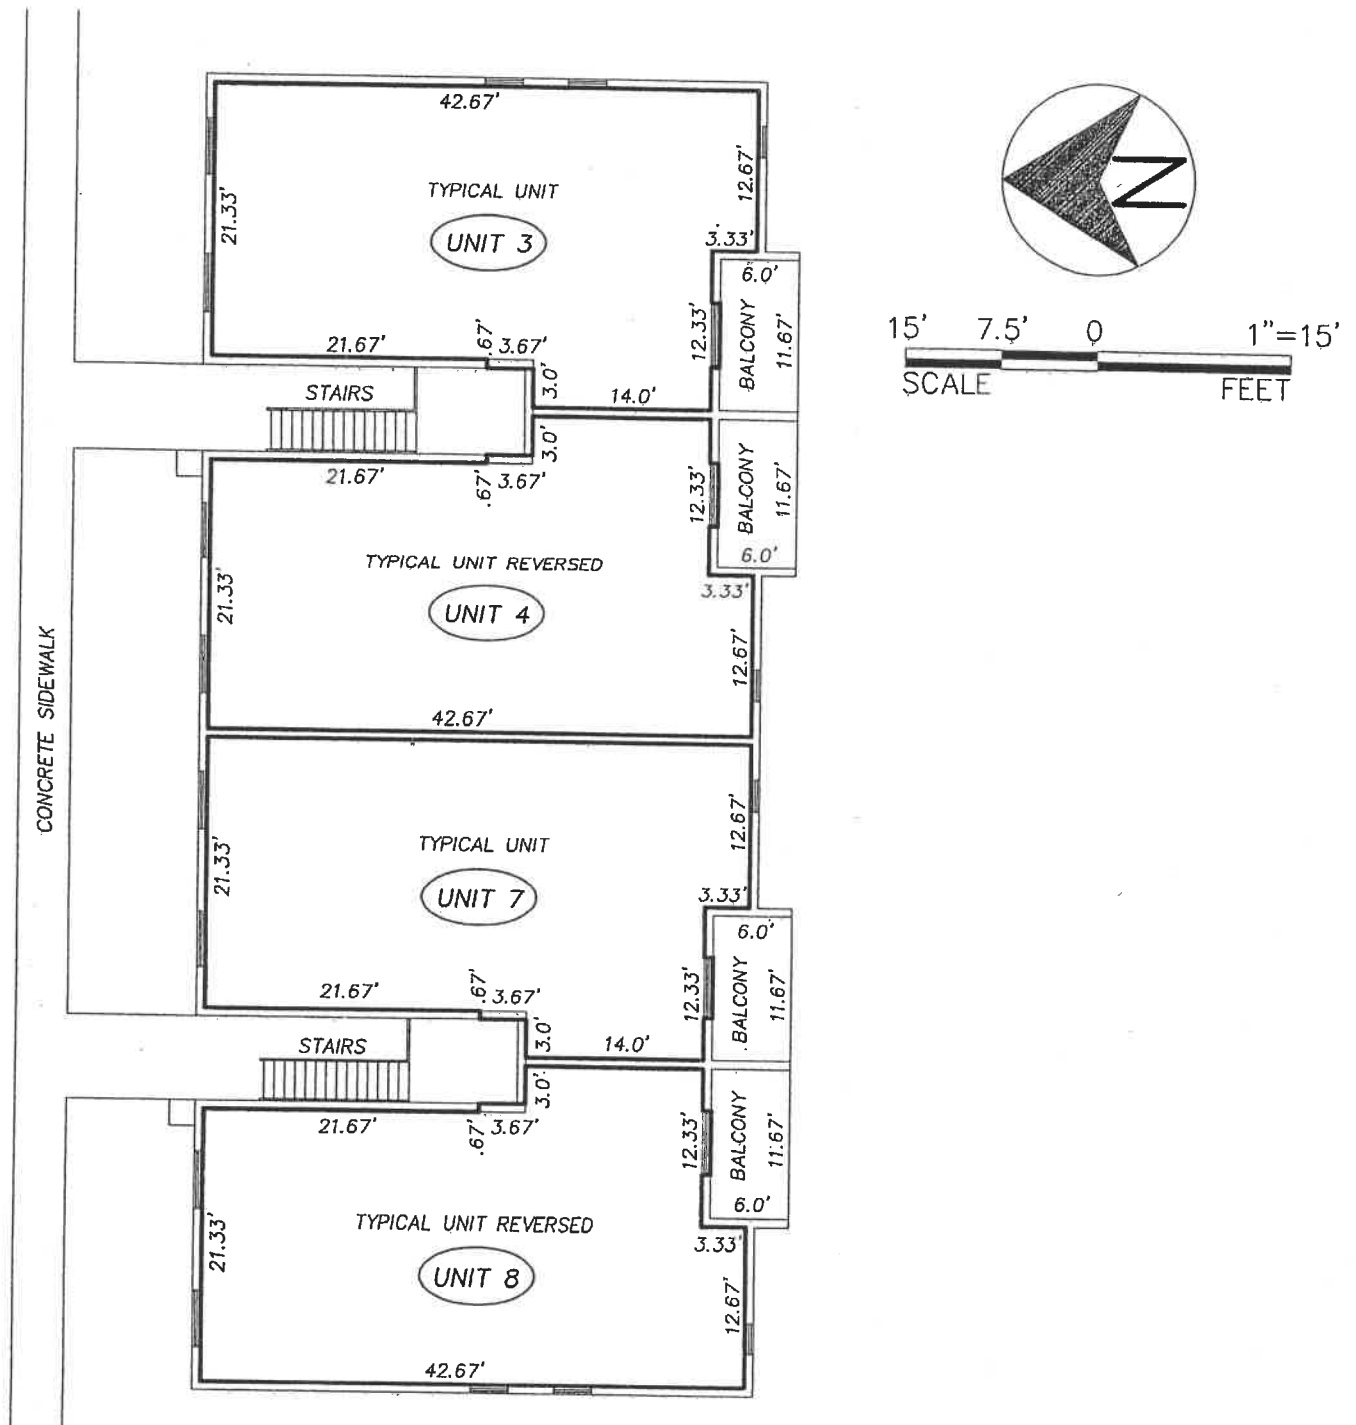 42.67'
TYPICAL UNIT
UNIT 3
21.33'
12.67'
3.33'
6.0'
12.33'
BALCONY
11.67'
21.67'
.67'
3.67'
3.0'
14.0'
STAIRS
N
15' 7.5' 0 1"=15'
SCALE FEET
21.67'
.67'
3.67'
3.0'
12.33'
BALCONY
11.67'
6.0'
3.33'
TYPICAL UNIT REVERSED
UNIT 4
21.33'
12.67'
42.67'
CONCRETE SIDEWALK
TYPICAL UNIT
UNIT 7
21.33'
12.67'
3.33'
6.0'
12.33'
BALCONY
11.67'
21.67'
.67'
3.67'
3.0'
14.0'
STAIRS
21.67'
.67'
3.67'
3.0'
12.33'
BALCONY
11.67'
6.0'
3.33'
TYPICAL UNIT REVERSED
UNIT 8
21.33'
12.67'
42.67'